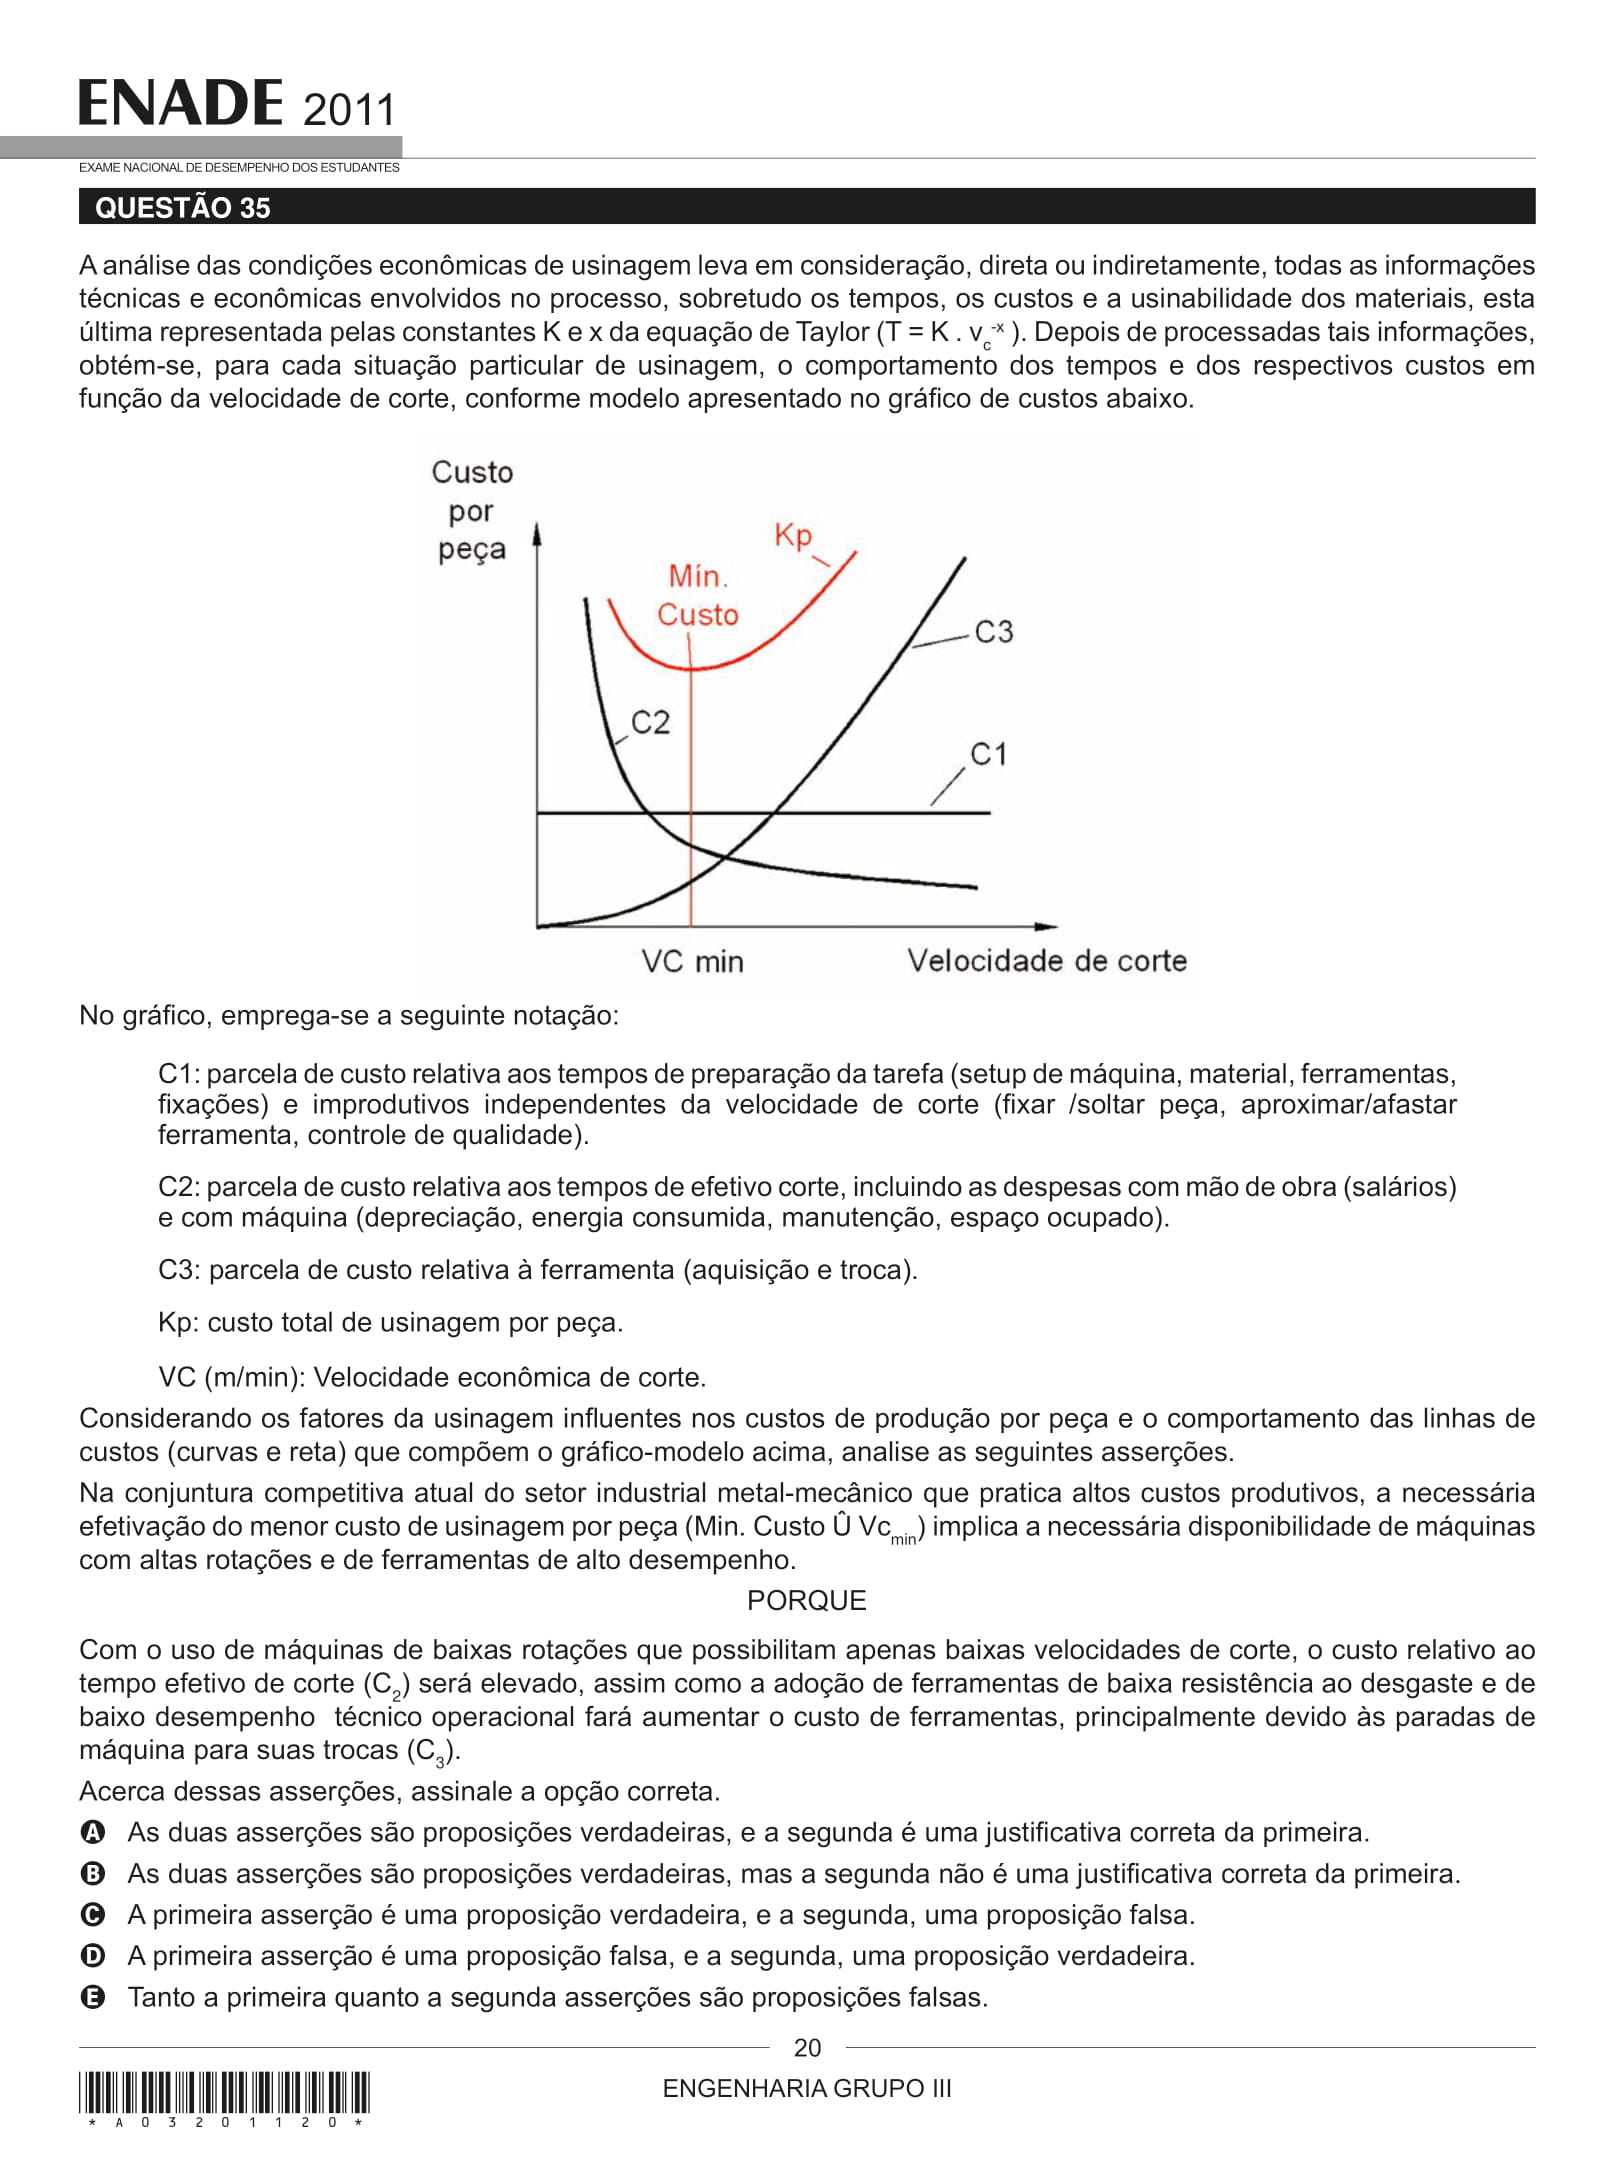 ENADE 2011
EXAME NACIONAL DE DESEMPENHO DOS ESTUDANTES
QUESTÃO 35
A análise das condições econômicas de usinagem leva em consideração, direta ou indiretamente, todas as informações
técnicas e econômicas envolvidos no processo, sobretudo os tempos, os custos e a usinabilidade dos materiais, esta
última representada pelas constantes K e x da equação de Taylor (T = K . v_c^-x ). Depois de processadas tais informações,
obtém-se, para cada situação particular de usinagem, o comportamento dos tempos e dos respectivos custos em
função da velocidade de corte, conforme modelo apresentado no gráfico de custos abaixo.
Custo
por
peça
Kp
Mín.
Custo
C3
C2
C1
VC min
Velocidade de corte
No gráfico, emprega-se a seguinte notação:
C1: parcela de custo relativa aos tempos de preparação da tarefa (setup de máquina, material, ferramentas,
fixações) e improdutivos independentes da velocidade de corte (fixar /soltar peça, aproximar/afastar
ferramenta, controle de qualidade).
C2: parcela de custo relativa aos tempos de efetivo corte, incluindo as despesas com mão de obra (salários)
e com máquina (depreciação, energia consumida, manutenção, espaço ocupado).
C3: parcela de custo relativa à ferramenta (aquisição e troca).
Kp: custo total de usinagem por peça.
VC (m/min): Velocidade econômica de corte.
Considerando os fatores da usinagem influentes nos custos de produção por peça e o comportamento das linhas de
custos (curvas e reta) que compõem o gráfico-modelo acima, analise as seguintes asserções.
Na conjuntura competitiva atual do setor industrial metal-mecânico que pratica altos custos produtivos, a necessária
efetivação do menor custo de usinagem por peça (Min. Custo Û Vc_min) implica a necessária disponibilidade de máquinas
com altas rotações e de ferramentas de alto desempenho.
PORQUE
Com o uso de máquinas de baixas rotações que possibilitam apenas baixas velocidades de corte, o custo relativo ao
tempo efetivo de corte (C_2) será elevado, assim como a adoção de ferramentas de baixa resistência ao desgaste e de
baixo desempenho técnico operacional fará aumentar o custo de ferramentas, principalmente devido às paradas de
máquina para suas trocas (C_3).
Acerca dessas asserções, assinale a opção correta.
A As duas asserções são proposições verdadeiras, e a segunda é uma justificativa correta da primeira.
B As duas asserções são proposições verdadeiras, mas a segunda não é uma justificativa correta da primeira.
C A primeira asserção é uma proposição verdadeira, e a segunda, uma proposição falsa.
D A primeira asserção é uma proposição falsa, e a segunda, uma proposição verdadeira.
E Tanto a primeira quanto a segunda asserções são proposições falsas.
20
ENGENHARIA GRUPO III
* A 0 3 2 0 1 1 2 0 *